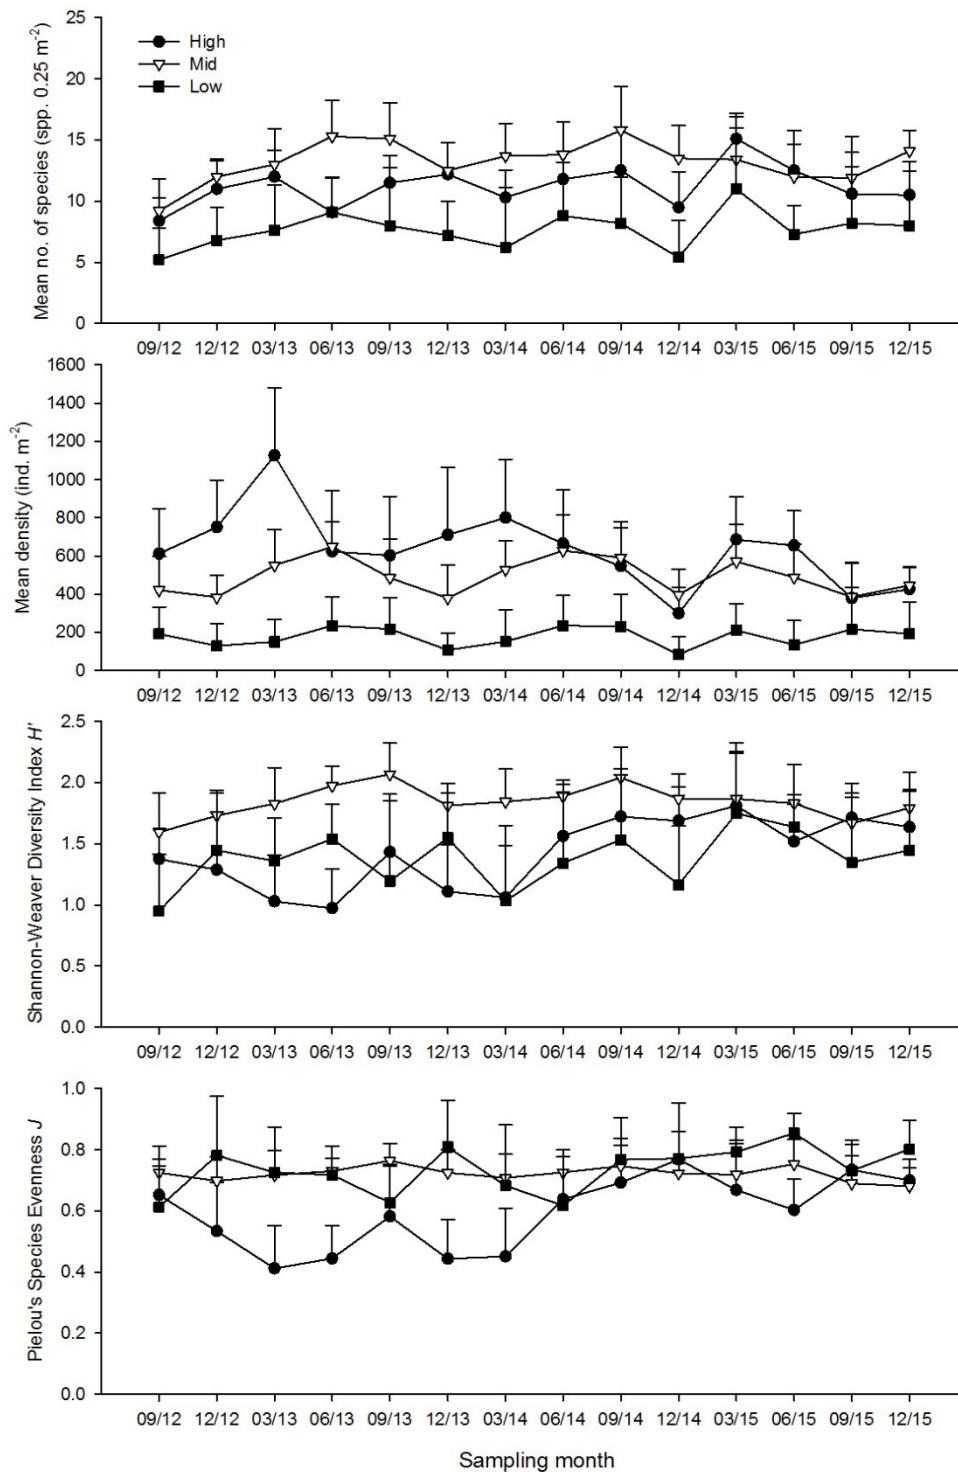 Mean no. of species (spp. 0.25 m⁻²)
25
20
15
10
5
0
High
Mid
Low
09/12 12/12 03/13 06/13 09/13 12/13 03/14 06/14 09/14 12/14 03/15 06/15 09/15 12/15
Mean density (ind. m⁻²)
1600
1400
1200
1000
800
600
400
200
0
09/12 12/12 03/13 06/13 09/13 12/13 03/14 06/14 09/14 12/14 03/15 06/15 09/15 12/15
Shannon-Weaver Diversity Index H'
2.5
2.0
1.5
1.0
0.5
0.0
09/12 12/12 03/13 06/13 09/13 12/13 03/14 06/14 09/14 12/14 03/15 06/15 09/15 12/15
Pielou's Species Evenness J
1.0
0.8
0.6
0.4
0.2
0.0
09/12 12/12 03/13 06/13 09/13 12/13 03/14 06/14 09/14 12/14 03/15 06/15 09/15 12/15
Sampling month